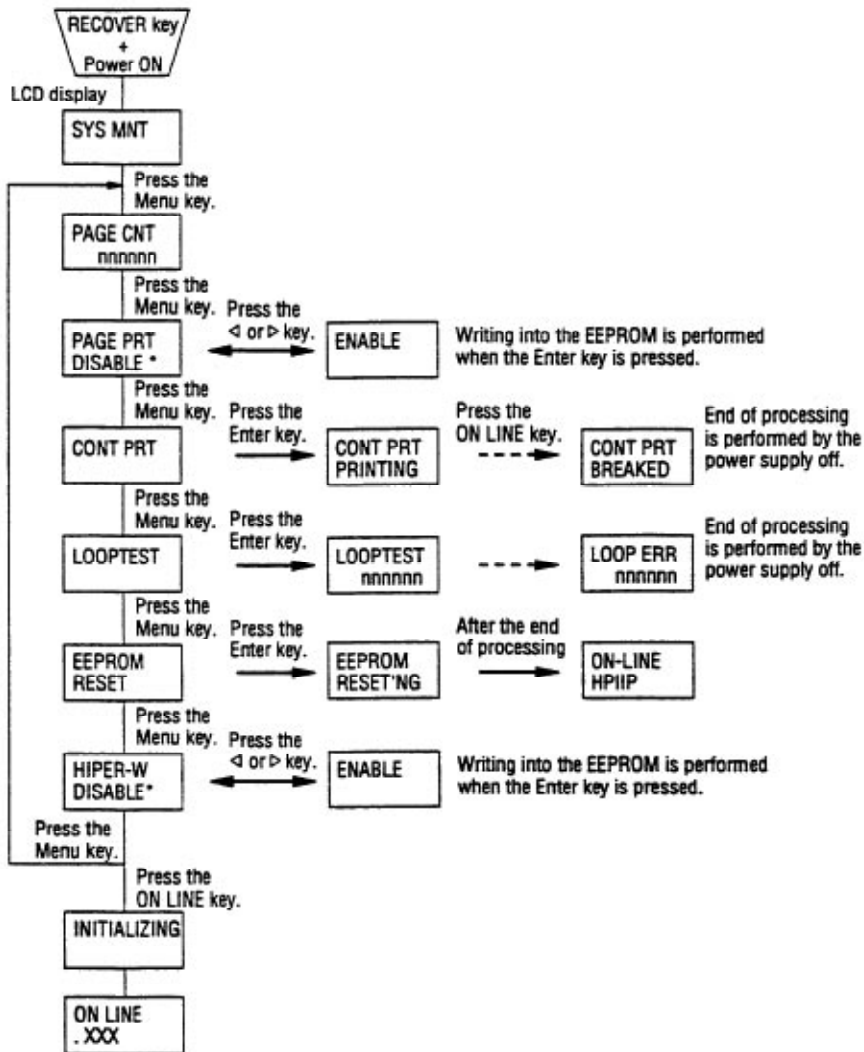 RECOVER key
+
Power ON
LCD display
SYS MNT
Press the
Menu key.
PAGE CNT
nnnnnn
Press the
Menu key.
PAGE PRT
DISABLE *
Press the
◁ or ▷ key.
ENABLE
Writing into the EEPROM is performed
when the Enter key is pressed.
Press the
Menu key.
CONT PRT
Press the
Enter key.
CONT PRT
PRINTING
Press the
ON LINE key.
CONT PRT
BREAKED
End of processing
is performed by the
power supply off.
Press the
Menu key.
LOOPTEST
Press the
Enter key.
LOOPTEST
nnnnnn
LOOP ERR
nnnnnn
End of processing
is performed by the
power supply off.
Press the
Menu key.
EEPROM
RESET
Press the
Enter key.
EEPROM
RESET'NG
After the end
of processing
ON-LINE
HPIIP
Press the
Menu key.
HIPER-W
DISABLE*
Press the
◁ or ▷ key.
ENABLE
Writing into the EEPROM is performed
when the Enter key is pressed.
Press the
Menu key.
Press the
ON LINE key.
INITIALIZING
ON LINE
. XXX